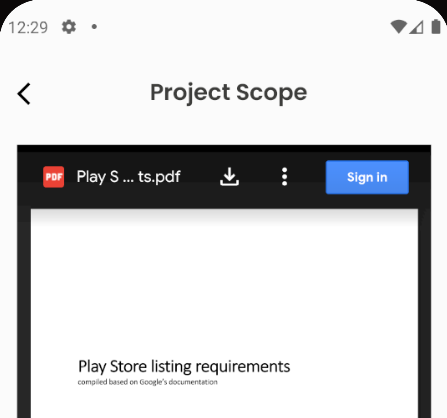 12:29
Project Scope
PDF Play S ... ts.pdf Sign in
Play Store listing requirements
compiled based on Google's documentation